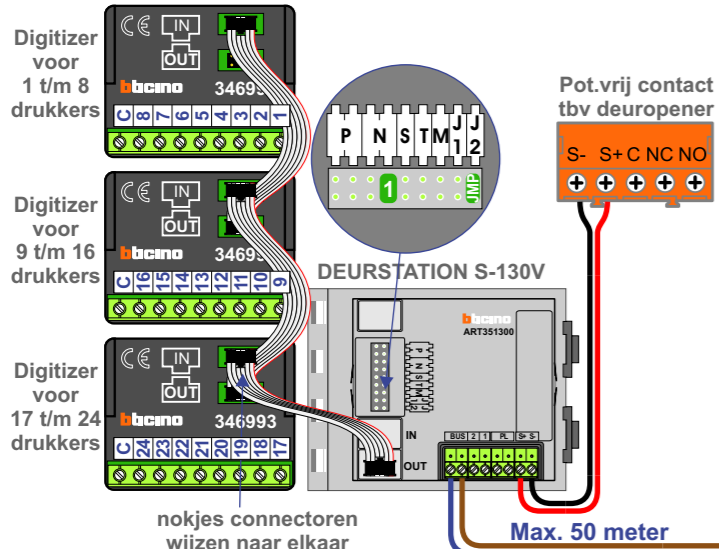 Digitizer
voor
1 t/m 8
drukkers
IN
OUT
bticino
34699
C 8 7 6 5 4 3 2 1
Digitizer
voor
9 t/m 16
drukkers
IN
OUT
bticino
34699
C 16 15 14 13 12 11 10 9
Digitizer
voor
17 t/m 24
drukkers
IN
OUT
bticino
346993
C 24 23 22 21 20 19 18 17
nokjes connectoren
wijzen naar elkaar
P N S T M J1 J2
1
JMP
DEURSTATION S-130V
bticino
ART351300
P N S T M J1 J2
IN
OUT
BUS 2 1 PL S+ S-
Pot.vrij contact
tbv deuropener
S- S+ C NC NO
Max. 50 meter